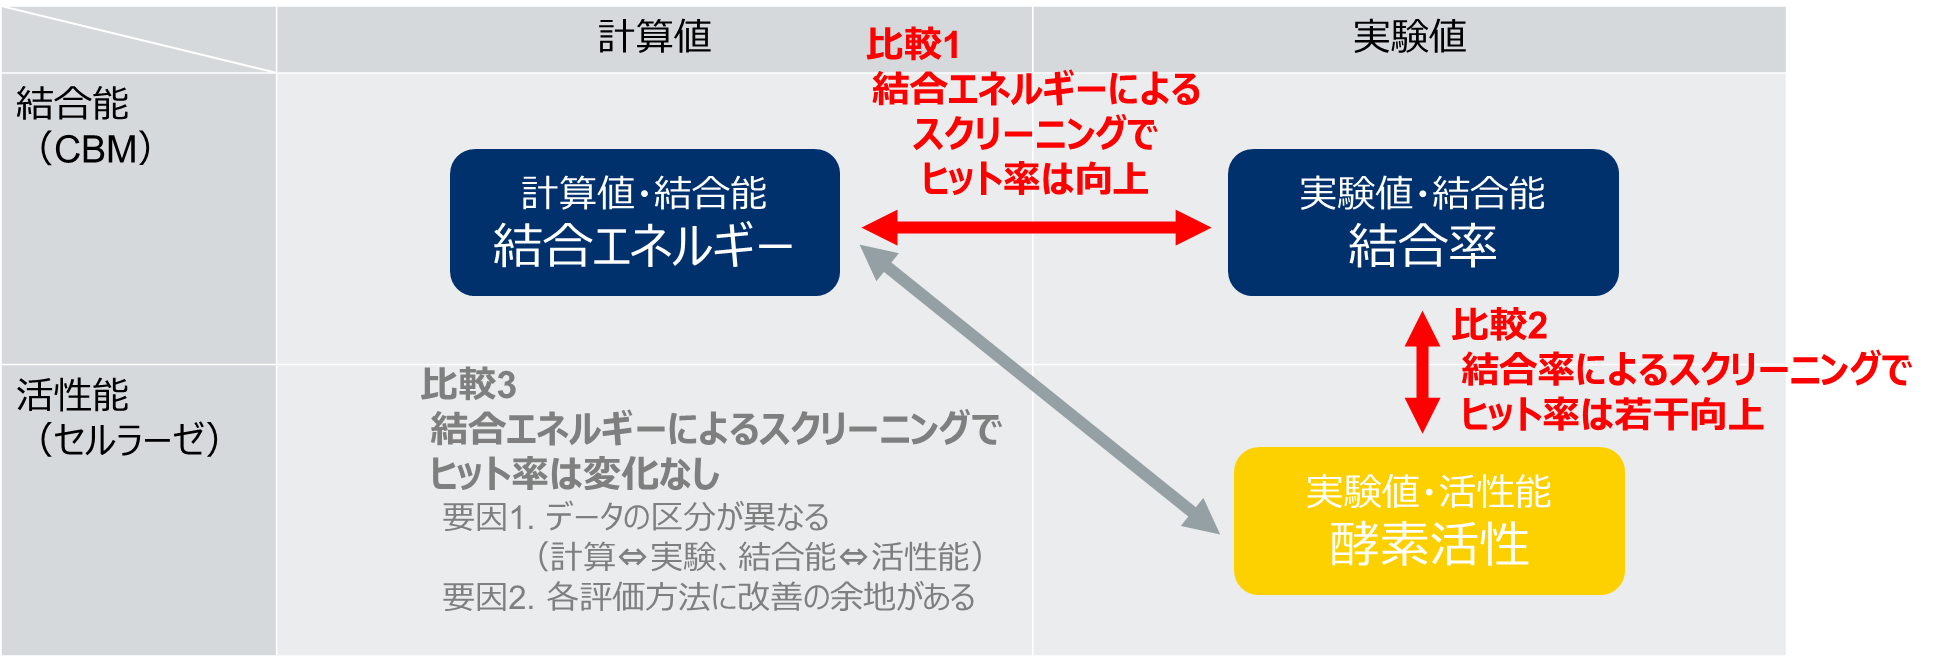 計算値
実験値
結合能
（CBM）
比較1
結合エネルギーによる
スクリーニングで
ヒット率は向上
計算値・結合能
結合エネルギー
実験値・結合能
結合率
比較2
結合率によるスクリーニングで
ヒット率は若干向上
活性能
（セルラーゼ）
比較3
結合エネルギーによるスクリーニングで
ヒット率は変化なし
要因1. データの区分が異なる
（計算⇔実験、結合能⇔活性能）
要因2. 各評価方法に改善の余地がある
実験値・活性能
酵素活性